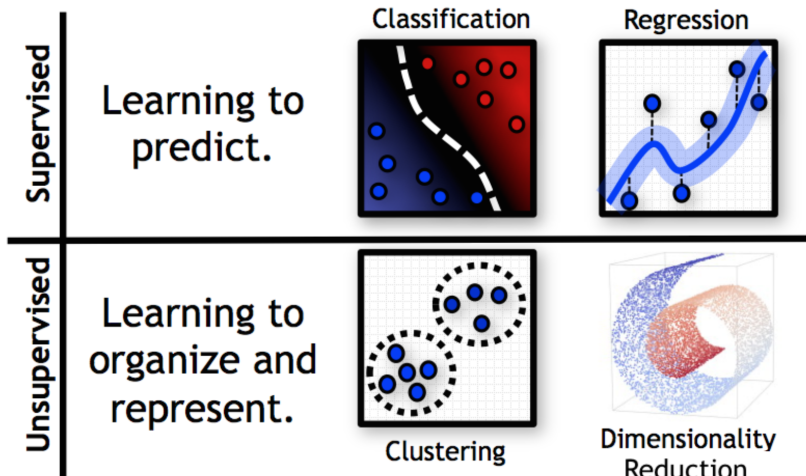 Classification
Regression
Supervised
Learning to
predict.
Unsupervised
Learning to
organize and
represent.
Clustering
Dimensionality
Reduction